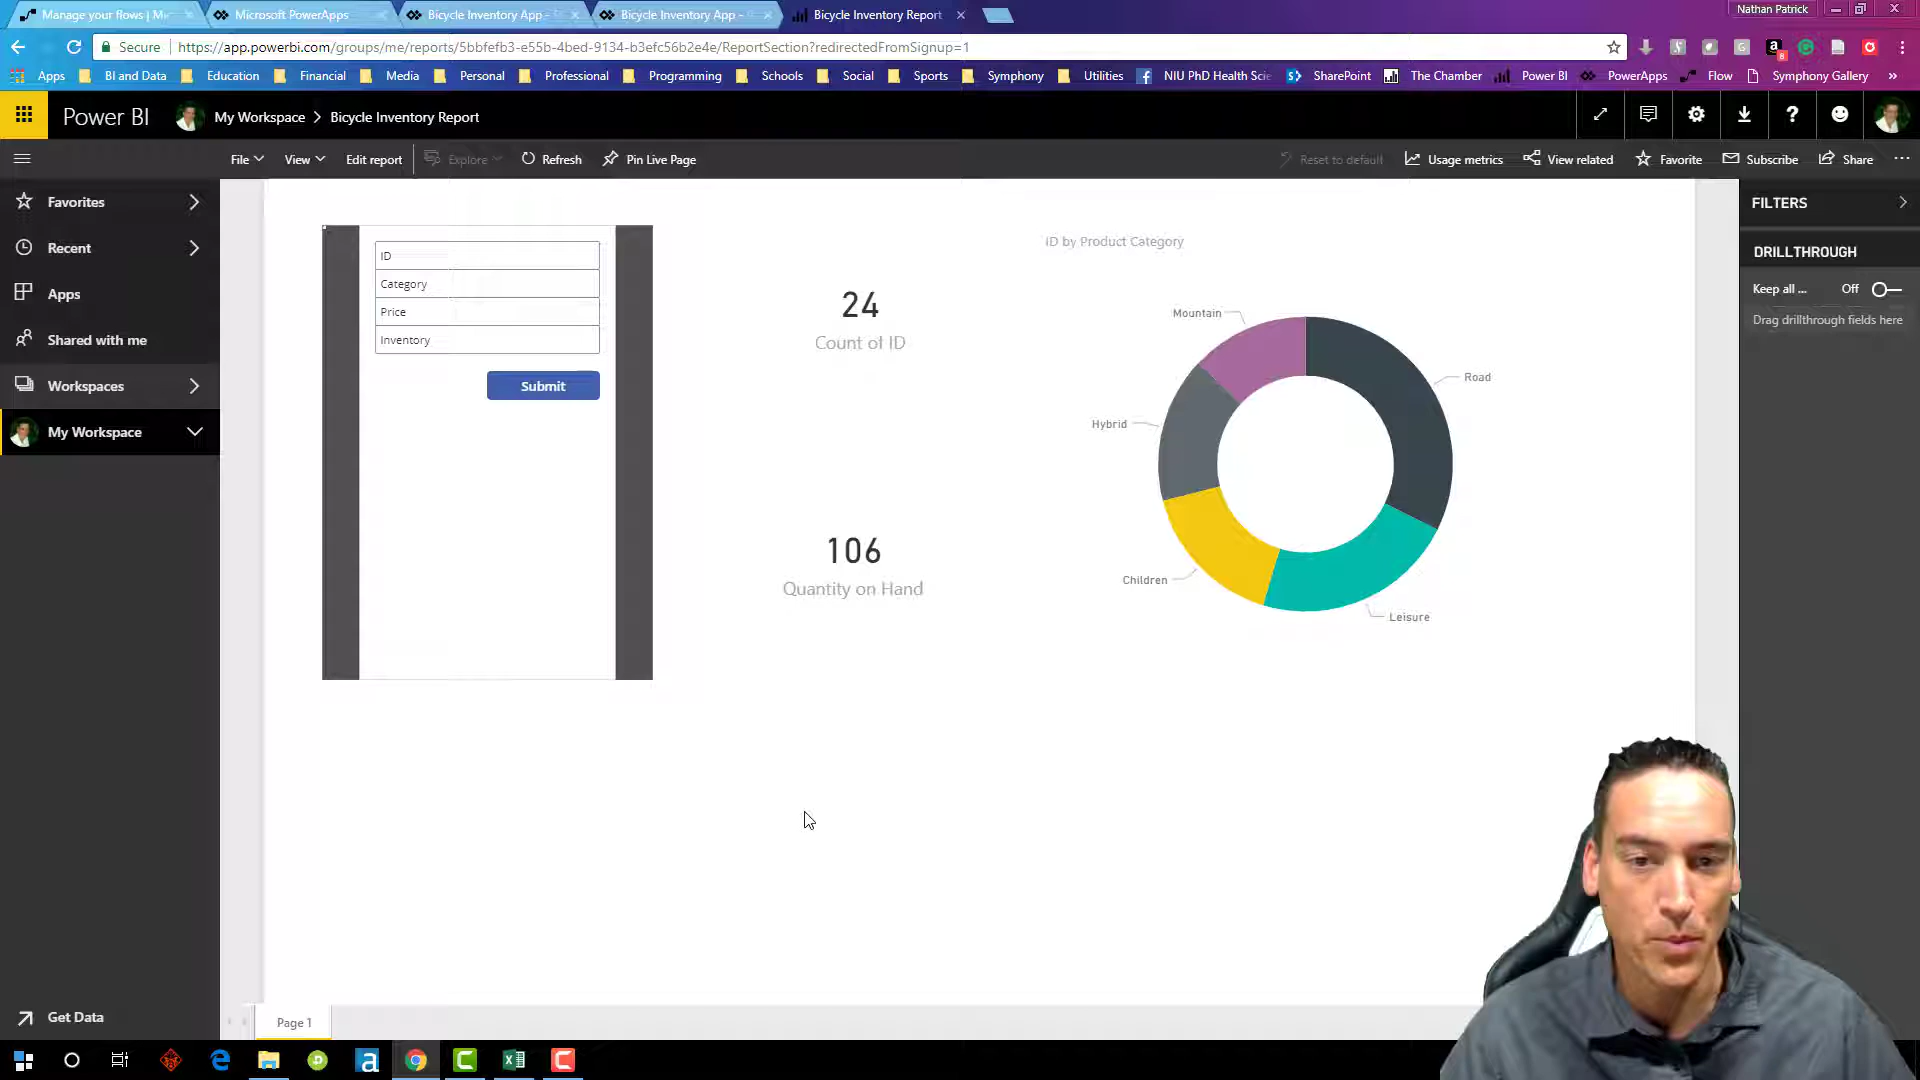 Manage your flows | Mi
Microsoft PowerApps
Bicycle Inventory App -
Bicycle Inventory App -
Bicycle Inventory Report
Nathan Patrick
Secure
https://app.powerbi.com/groups/me/reports/5bbfefb3-e55b-4bed-9134-b3efc56b2e4e/ReportSection?redirectedFromSignup=1
Apps
BI and Data
Education
Financial
Media
Personal
Professional
Programming
Schools
Social
Sports
Symphony
Utilities
NIU PhD Health Scie
SharePoint
The Chamber
Power BI
PowerApps
Flow
Symphony Gallery
»
Power BI
My Workspace > Bicycle Inventory Report
File
View
Edit report
Explore
Refresh
Pin Live Page
Reset to default
Usage metrics
View related
Favorite
Subscribe
Share
Favorites
Recent
Apps
Shared with me
Workspaces
My Workspace
Get Data
ID
Category
Price
Inventory
Submit
24
Count of ID
106
Quantity on Hand
ID by Product Category
Mountain
Road
Hybrid
Children
Leisure
FILTERS
DRILLTHROUGH
Keep all ...
Off
Drag drillthrough fields here
Page 1